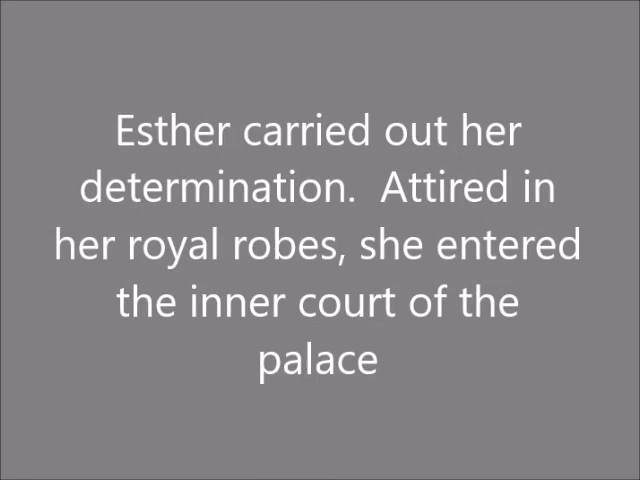 Esther carried out her
determination.  Attired in
her royal robes, she entered
the inner court of the
palace